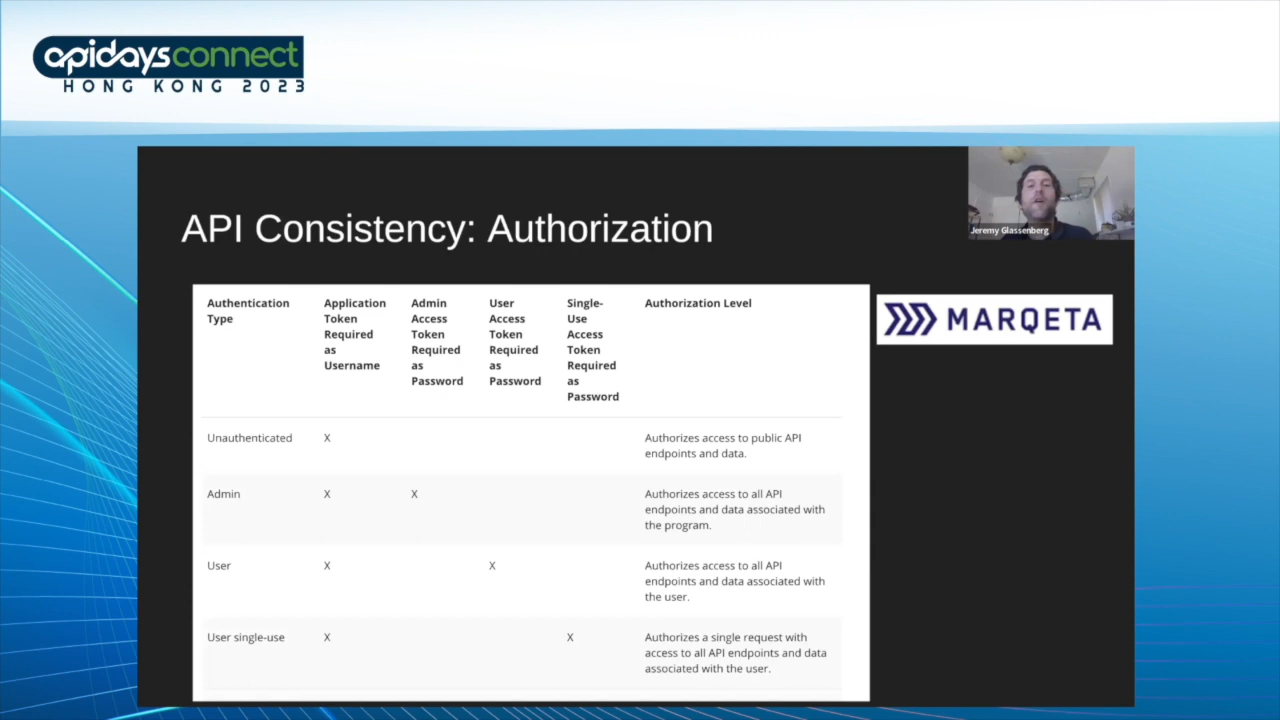 apidays connect
HONG KONG 2023
Jeremy Glassenberg
API Consistency: Authorization
MARQETA
Authentication Type
Application Token Required as Username
Admin Access Token Required as Password
User Access Token Required as Password
Single-Use Access Token Required as Password
Authorization Level
Unauthenticated X
Authorizes access to public API
endpoints and data.
Admin X X
Authorizes access to all API
endpoints and data associated with
the program.
User X X
Authorizes access to all API
endpoints and data associated with
the user.
User single-use X X
Authorizes a single request with
access to all API endpoints and data
associated with the user.